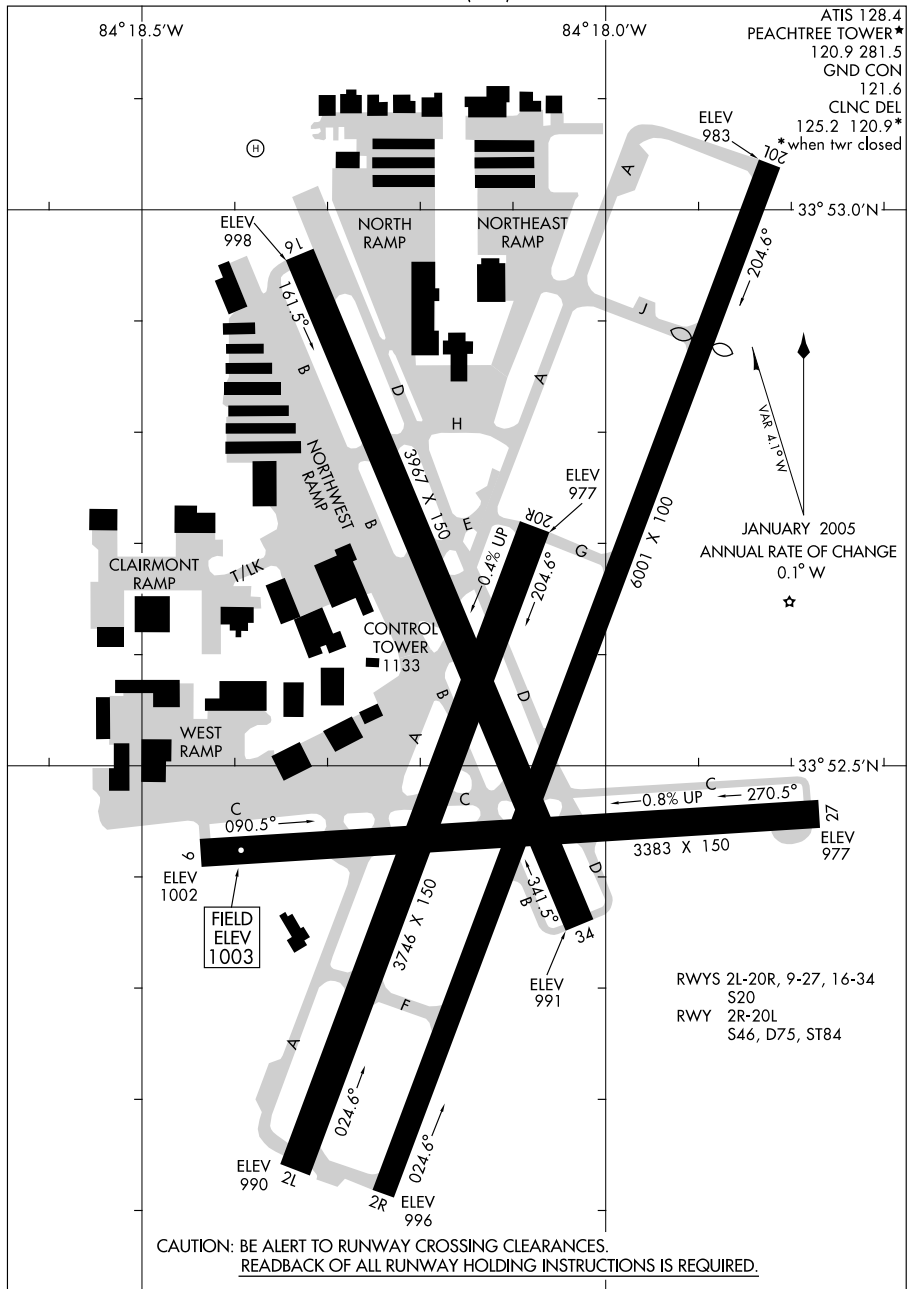 84°18.5'W
84°18.0'W
ATIS 128.4
PEACHTREE TOWER*
120.9 281.5
GND CON
121.6
CLNC DEL
125.2 120.9*
*when twr closed
ELEV
983
20L
A
H
33°53.0'N
ELEV
998
16
NORTH
RAMP
NORTHEAST
RAMP
204.6°
161.5°
J
B
D
A
VAR 4.1° W
H
NORTHWEST
RAMP
3967 X 150
ELEV
977
6001 X 100
B
E
20R
G
JANUARY 2005
ANNUAL RATE OF CHANGE
0.1° W
CLAIRMONT
RAMP
T/LK
0.4% UP
204.6°
CONTROL
TOWER
1133
B
D
A
WEST
RAMP
33°52.5'N
C
090.5°
C
0.8% UP
C
270.5°
27
3383 X 150
ELEV
977
9
ELEV
1002
FIELD
ELEV
1003
3746 X 150
341.5°
B
D
34
ELEV
991
RWYS 2L-20R, 9-27, 16-34
S20
RWY 2R-20L
S46, D75, ST84
F
A
024.6°
024.6°
ELEV
990
2L
2R
ELEV
996
CAUTION: BE ALERT TO RUNWAY CROSSING CLEARANCES.
READBACK OF ALL RUNWAY HOLDING INSTRUCTIONS IS REQUIRED.